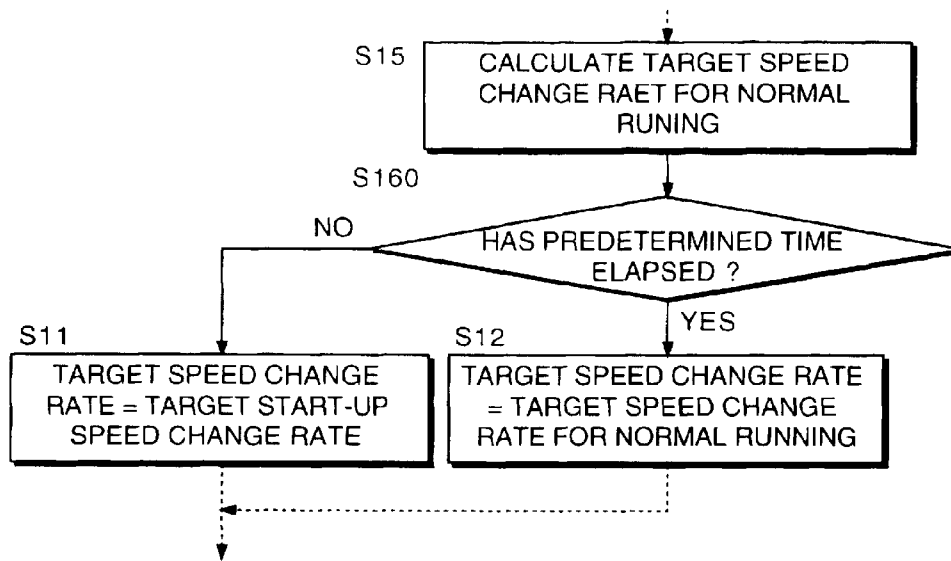 S15
CALCULATE TARGET SPEED
CHANGE RAET FOR NORMAL
RUNING
S160
NO
HAS PREDETERMINED TIME
ELAPSED ?
YES
S11
TARGET SPEED CHANGE
RATE = TARGET START-UP
SPEED CHANGE RATE
S12
TARGET SPEED CHANGE RATE
= TARGET SPEED CHANGE
RATE FOR NORMAL RUNNING